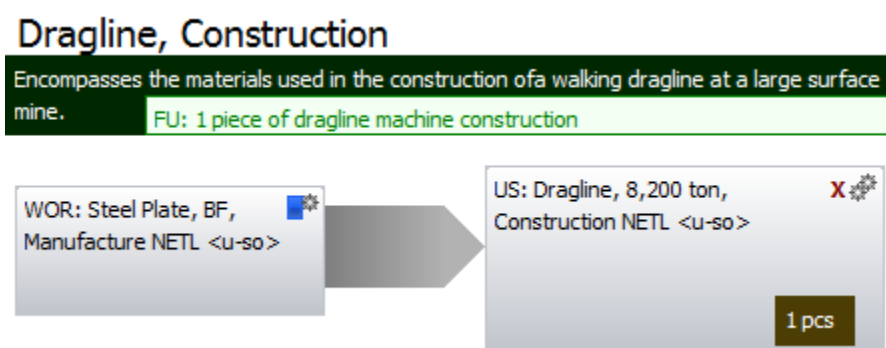 Dragline, Construction
Encompasses the materials used in the construction ofa walking dragline at a large surface
mine.
FU: 1 piece of dragline machine construction
WOR: Steel Plate, BF,
Manufacture NETL <u-so>
US: Dragline, 8,200 ton,
Construction NETL <u-so>
X
1 pcs